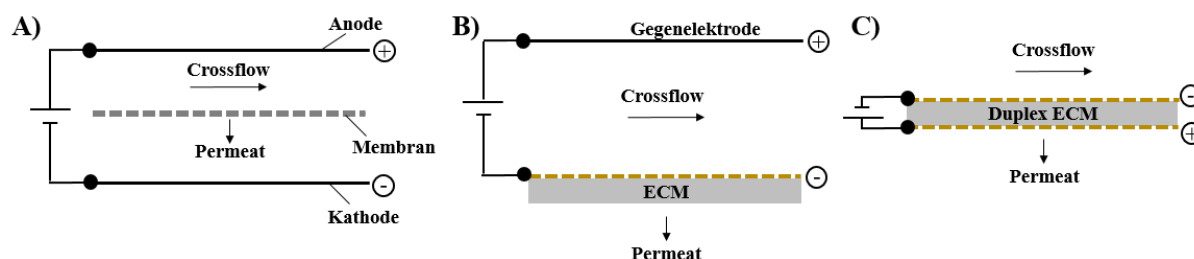 A)
Anode
+
Crossflow
Permeat
Membran
-
Kathode
B)
Gegenelektrode
+
Crossflow
-
ECM
Permeat
C)
Crossflow
-
Duplex ECM
+
Permeat